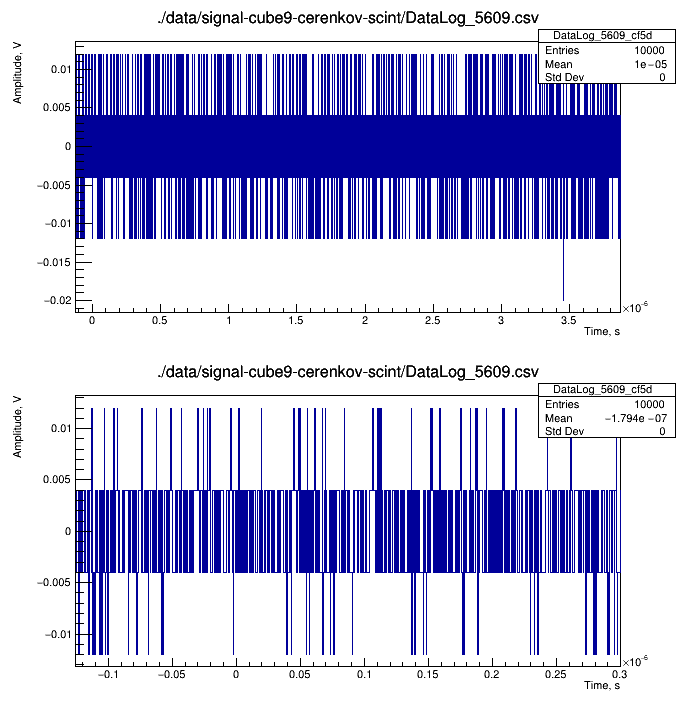 ./data/signal-cube9-cerenkov-scint/DataLog_5609.csv
DataLog_5609_cf5d
Entries 10000
Mean 1e-05
Std Dev 0
Amplitude, V
0.01
0.005
0
−0.005
−0.01
−0.015
−0.02
0 0.5 1 1.5 2 2.5 3 3.5
×10⁻⁶
Time, s
./data/signal-cube9-cerenkov-scint/DataLog_5609.csv
DataLog_5609_cf5d
Entries 10000
Mean −1.794e-07
Std Dev 0
Amplitude, V
0.01
0.005
0
−0.005
−0.01
−0.1 −0.05 0 0.05 0.1 0.15 0.2 0.25 0.3
×10⁻⁶
Time, s